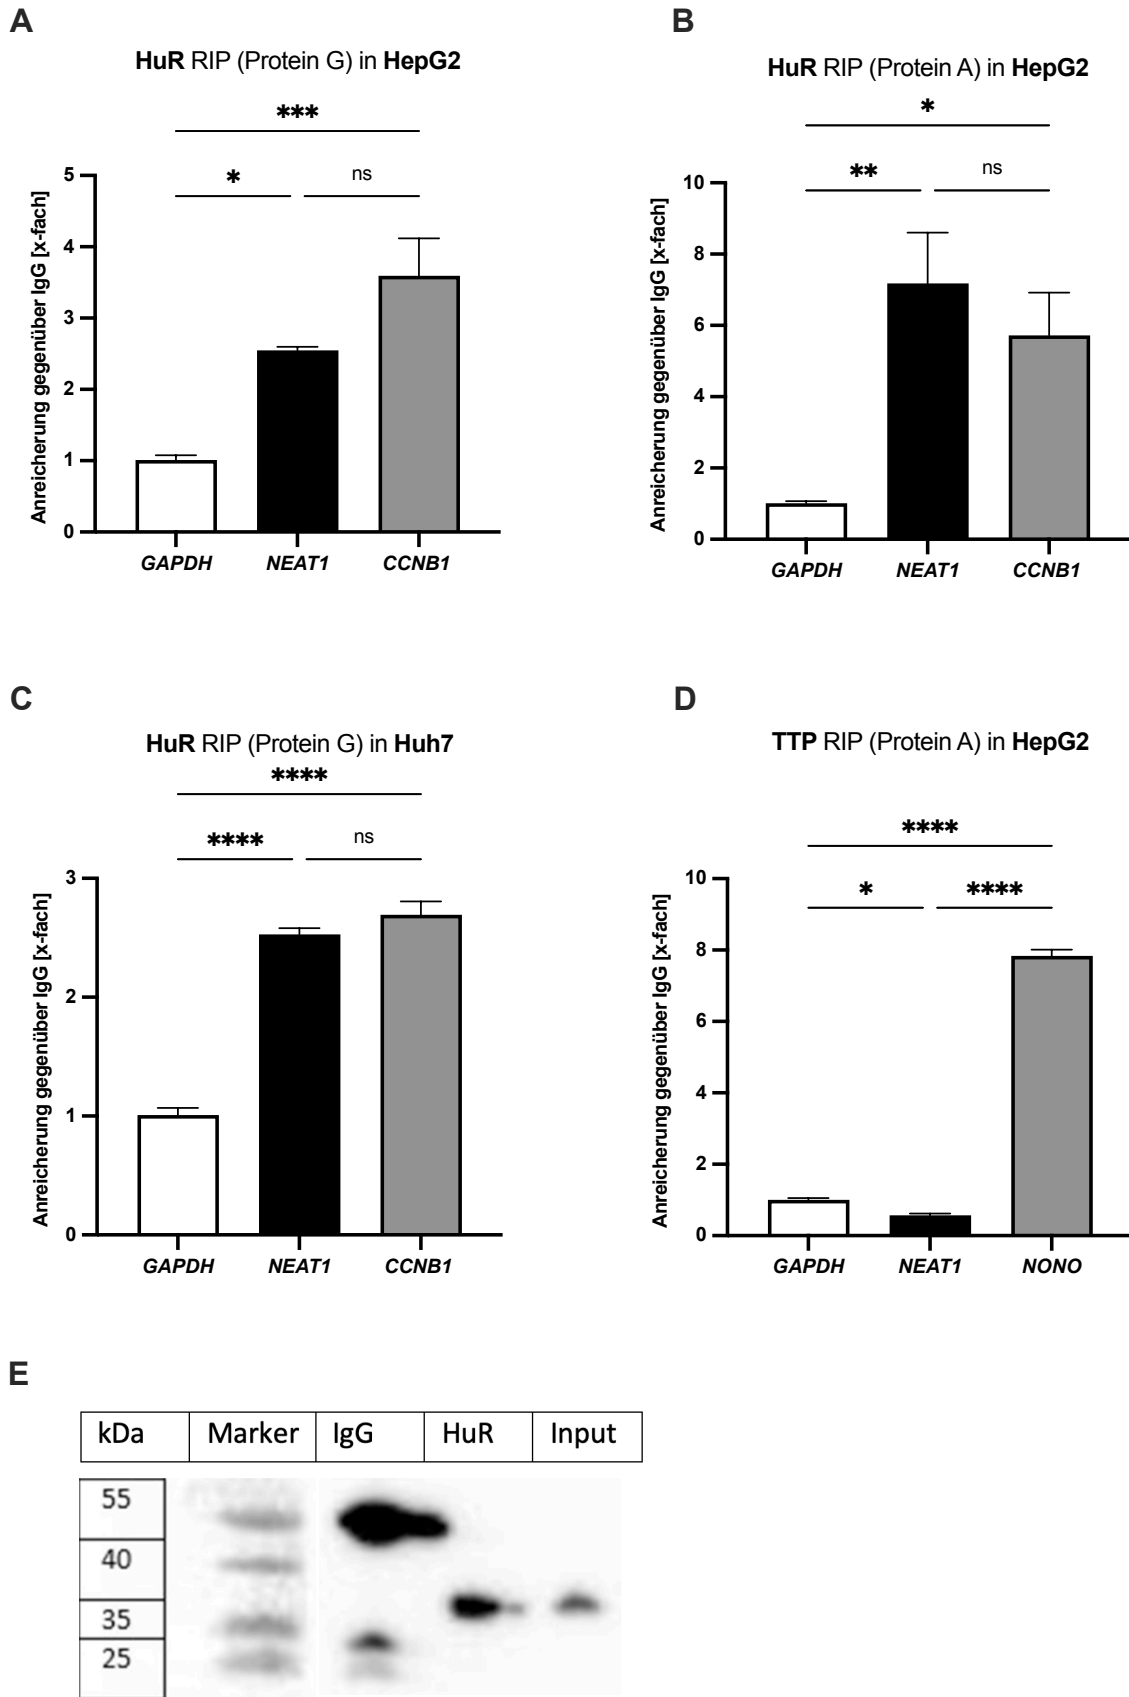 A
HuR RIP (Protein G) in HepG2
***
*
ns
Anreicherung gegenüber IgG [x-fach]
5
4
3
2
1
0
GAPDH NEAT1 CCNB1
B
HuR RIP (Protein A) in HepG2
*
**
ns
Anreicherung gegenüber IgG [x-fach]
10
8
6
4
2
0
GAPDH NEAT1 CCNB1
C
HuR RIP (Protein G) in Huh7
****
****
ns
Anreicherung gegenüber IgG [x-fach]
3
2
1
0
GAPDH NEAT1 CCNB1
D
TTP RIP (Protein A) in HepG2
****
*
****
Anreicherung gegenüber IgG [x-fach]
10
8
6
4
2
0
GAPDH NEAT1 NONO
E
kDa Marker IgG HuR Input
55
40
35
25